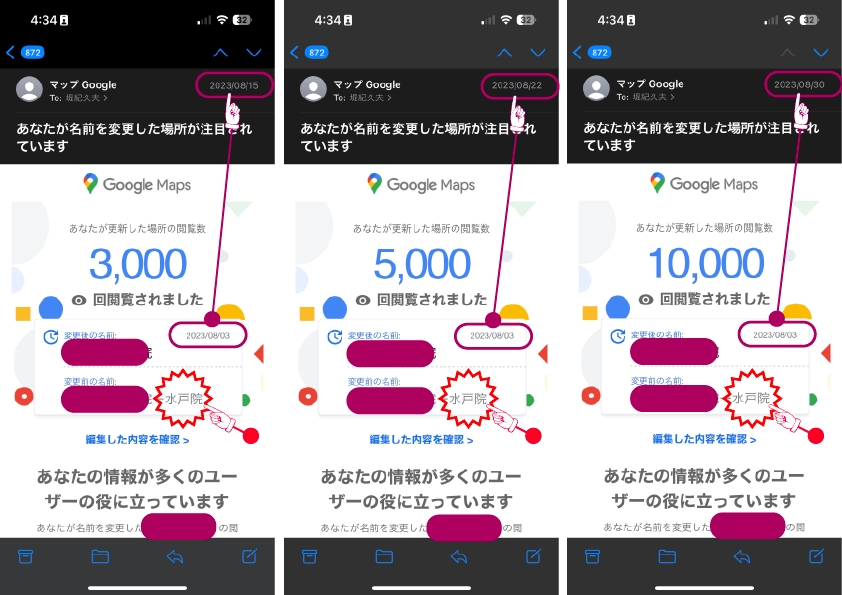 4:34
32
872
マップ Google
2023/08/15
To: 堀紀久夫 >
あなたが名前を変更した場所が注目され
ています
Google Maps
あなたが更新した場所の閲覧数
3,000
回閲覧されました
変更後の名前:
2023/08/03
変更前の名前:
水戸院
編集した内容を確認 >
あなたの情報が多くのユー
ザーの役に立っています
あなたが名前を変更した
の閲
4:34
32
872
マップ Google
2023/08/22
To: 堀紀久夫 >
あなたが名前を変更した場所が注目され
ています
Google Maps
あなたが更新した場所の閲覧数
5,000
回閲覧されました
変更後の名前:
2023/08/03
変更前の名前:
水戸院
編集した内容を確認 >
あなたの情報が多くのユー
ザーの役に立っています
あなたが名前を変更した
の閲
4:34
32
872
マップ Google
2023/08/30
To: 堀紀久夫 >
あなたが名前を変更した場所が注目され
ています
Google Maps
あなたが更新した場所の閲覧数
10,000
回閲覧されました
変更後の名前:
2023/08/03
変更前の名前:
水戸院
編集した内容を確認 >
あなたの情報が多くのユー
ザーの役に立っています
あなたが名前を変更した
の閲